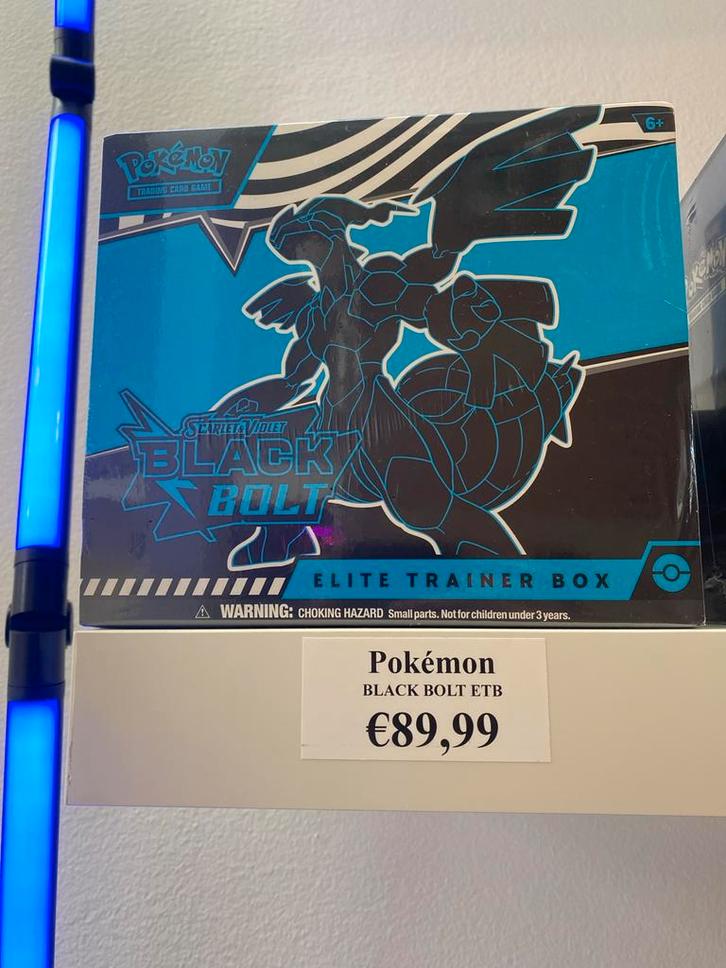 POKéMON
TRADING CARD GAME
6+
SCARLET & VIOLET
BLACK
BOLT
ELITE TRAINER BOX
WARNING: CHOKING HAZARD Small parts. Not for children under 3 years.
Pokémon
BLACK BOLT ETB
€89,99